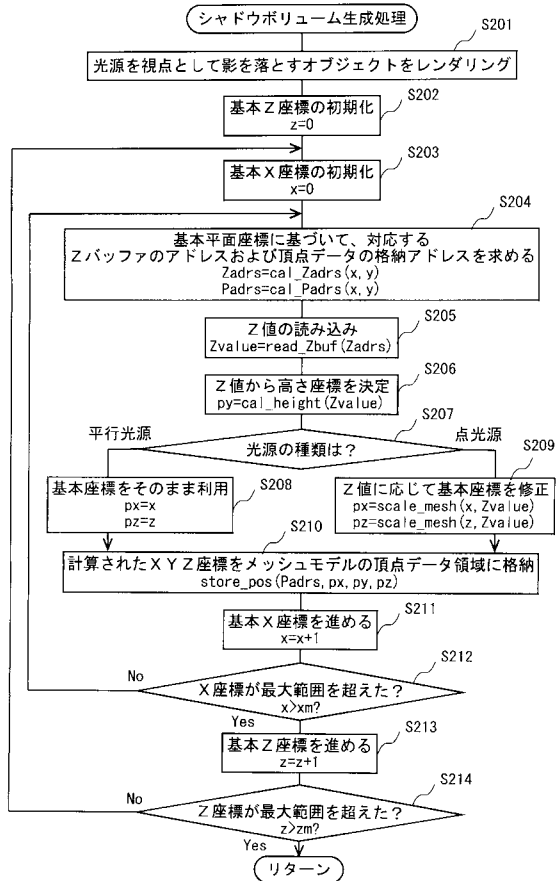 シャドウボリューム生成処理
S201
光源を視点として影を落とすオブジェクトをレンダリング
S202
基本Z座標の初期化
z=0
S203
基本X座標の初期化
x=0
S204
基本平面座標に基づいて、対応する
Zバッファのアドレスおよび頂点データの格納アドレスを求める
Zadrs=cal_Zadrs(x,y)
Padrs=cal_Padrs(x,y)
S205
Z値の読み込み
Zvalue=read_Zbuf(Zadrs)
S206
Z値から高さ座標を決定
py=cal_height(Zvalue)
S207
平行光源
光源の種類は?
点光源
S208
基本座標をそのまま利用
px=x
pz=z
S209
Z値に応じて基本座標を修正
px=scale_mesh(x,Zvalue)
pz=scale_mesh(z,Zvalue)
S210
計算されたXYZ座標をメッシュモデルの頂点データ領域に格納
store_pos(Padrs,px,py,pz)
S211
基本X座標を進める
x=x+1
S212
No
X座標が最大範囲を超えた?
x>xm?
Yes
S213
基本Z座標を進める
z=z+1
S214
No
Z座標が最大範囲を超えた?
z>zm?
Yes
リターン